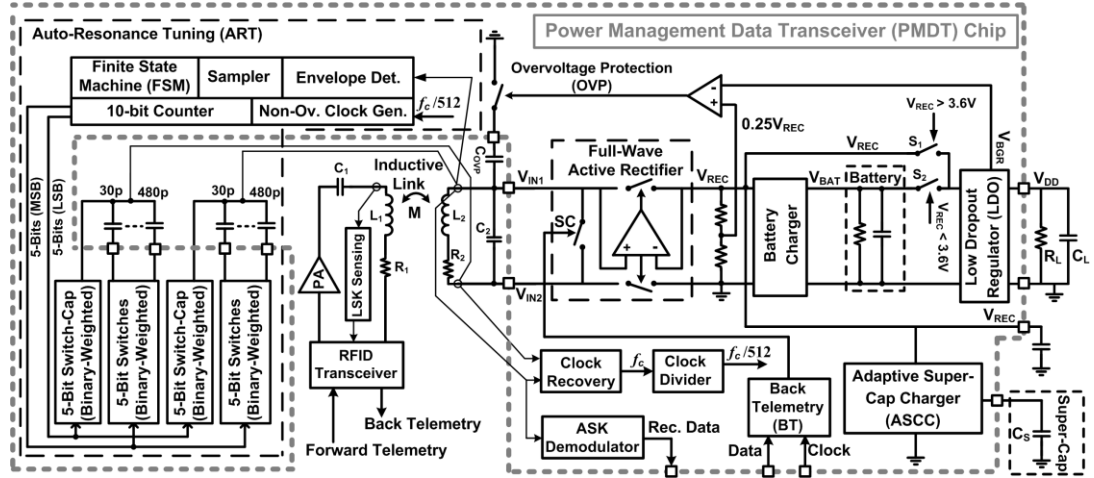 Auto-Resonance Tuning (ART)
Power Management Data Transceiver (PMDT) Chip
Finite State
Machine (FSM)
Sampler
Envelope Det.
10-bit Counter
Non-Ov. Clock Gen.
fc/512
Overvoltage Protection
(OVP)
-
+
0.25VREC
VREC > 3.6V
VBGR
COVP
5-Bits (MSB)
5-Bits (LSB)
30p
480p
30p
480p
C1
Inductive
Link
M
L1
L2
R1
R2
C2
PA
LSK Sensing
RFID
Transceiver
Back Telemetry
Forward Telemetry
5-Bit Switch-Cap
(Binary-Weighted)
5-Bit Switches
(Binary-Weighted)
5-Bit Switch-Cap
(Binary-Weighted)
5-Bit Switches
(Binary-Weighted)
VIN1
VIN2
Full-Wave
Active Rectifier
SC
+
-
VREC
Battery
Charger
VREC
S1
VBAT
Battery
S2
VREC < 3.6V
Low Dropout
Regulator (LDO)
VDD
RL
CL
VREC
Clock
Recovery
fc
Clock
Divider
fc/512
ASK
Demodulator
Rec. Data
Back
Telemetry
(BT)
Data
Clock
Adaptive Super-
Cap Charger
(ASCC)
CS
Super-Cap